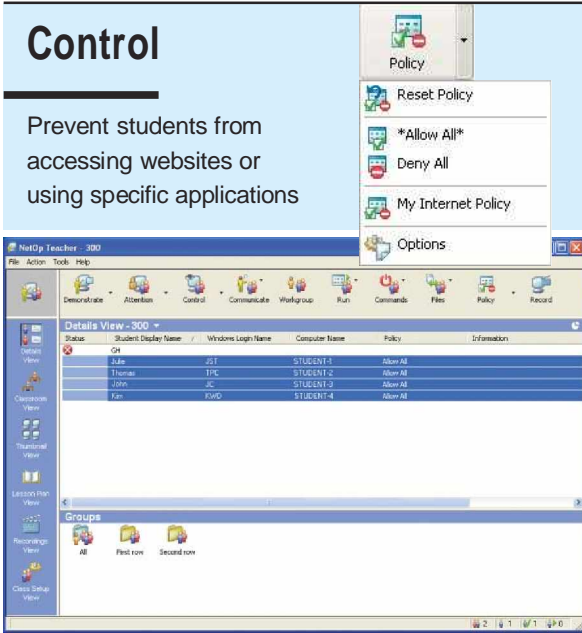 Control
Policy
Reset Policy
*Allow All*
Deny All
My Internet Policy
Options
Prevent students from
accessing websites or
using specific applications
NetOp Teacher - 300
File Action Tools Help
Demonstrate Attention Control Communicate Workgroup Run Commands Files Policy Record
Details View - 300
Status Student Display Name / Windows Login Name Computer Name Policy Information
GH
Julie JST STUDENT-1 Allow All
Thomas TPC STUDENT-2 Allow All
John JC STUDENT-3 Allow All
Kim KWD STUDENT-4 Allow All
Details View
Classroom View
Thumbnail View
Lesson Plan View
Recordings View
Class Setup View
Groups
All First row Second row
2 1 1 0